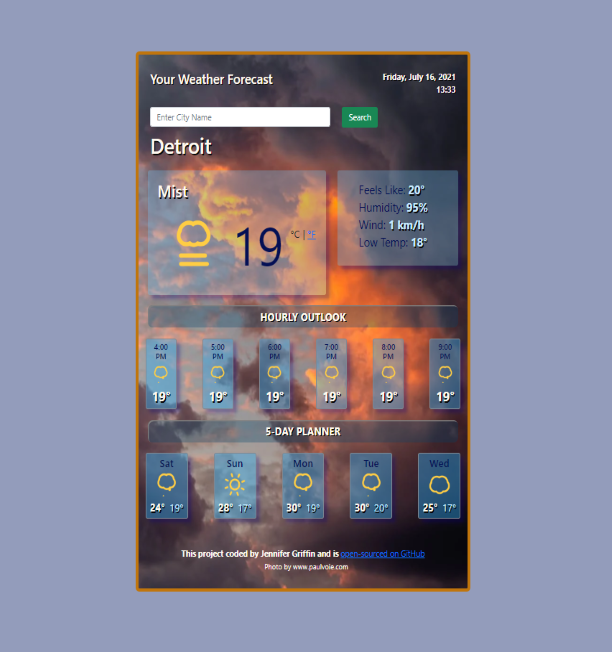 Your Weather Forecast
Friday, July 16, 2021
13:33
Enter City Name
Search
Detroit
Mist
19 °C | °F
Feels Like: 20°
Humidity: 95%
Wind: 1 km/h
Low Temp: 18°
HOURLY OUTLOOK
4:00 PM
19°
5:00 PM
19°
6:00 PM
19°
7:00 PM
19°
8:00 PM
19°
9:00 PM
19°
5-DAY PLANNER
Sat
24° 19°
Sun
28° 17°
Mon
30° 19°
Tue
30° 20°
Wed
25° 17°
This project coded by Jennifer Griffin and is open-sourced on GitHub
Photo by www.paulvoie.com